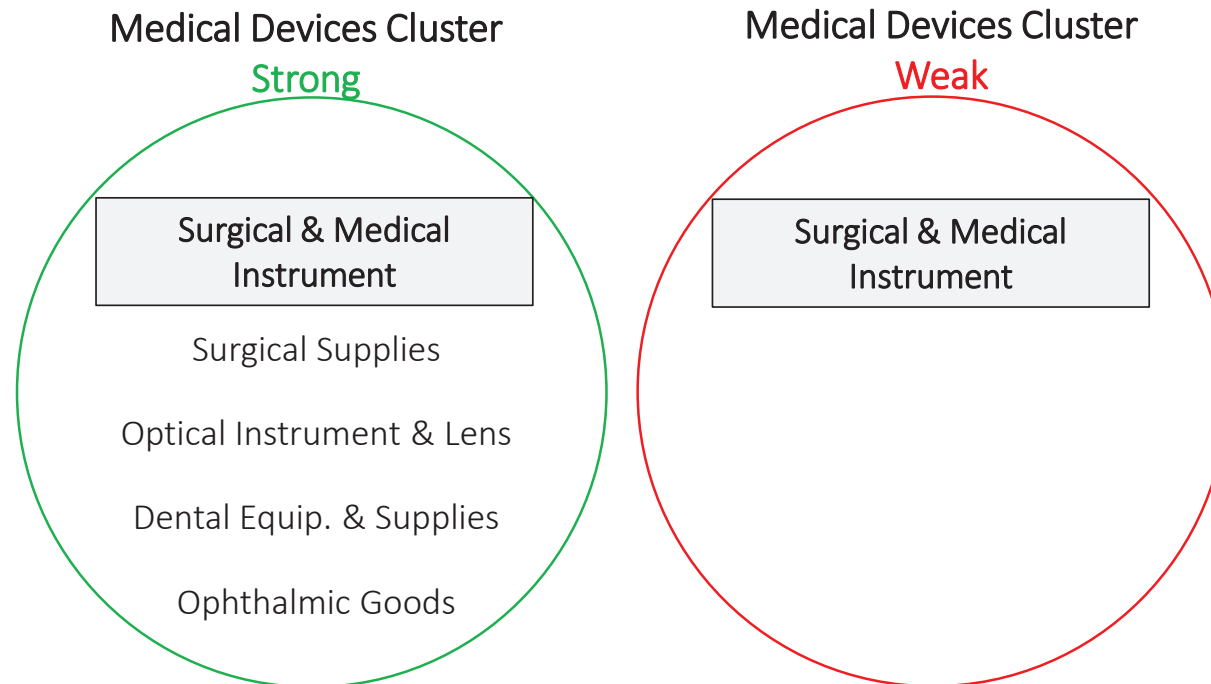 Medical Devices Cluster
Strong
Surgical & Medical
Instrument
Surgical Supplies
Optical Instrument & Lens
Dental Equip. & Supplies
Ophthalmic Goods
Medical Devices Cluster
Weak
Surgical & Medical
Instrument